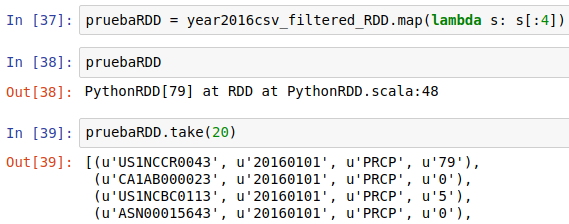 In [37]: pruebaRDD = year2016csv_filtered_RDD.map(lambda s: s[:4])
In [38]: pruebaRDD
Out[38]: PythonRDD[79] at RDD at PythonRDD.scala:48
In [39]: pruebaRDD.take(20)
Out[39]: [(u'US1NCCR0043', u'20160101', u'PRCP', u'79'),
(u'CA1AB000023', u'20160101', u'PRCP', u'0'),
(u'US1NCBC0113', u'20160101', u'PRCP', u'5'),
(u'ASN00015643', u'20160101', u'PRCP', u'0'),